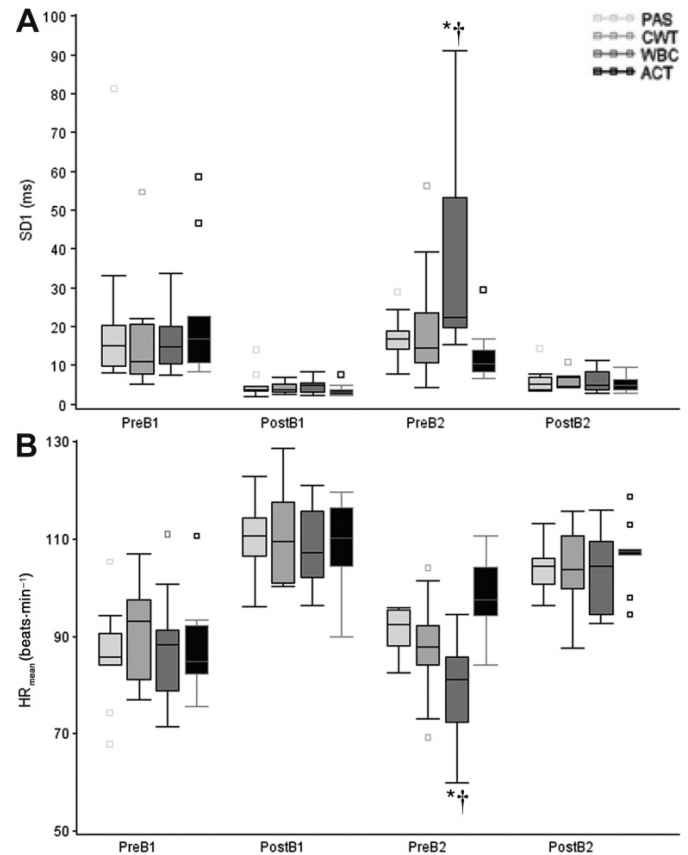 A
100
90
80
70
60
50
40
30
20
10
0
SD1 (ms)
*†
PAS
CWT
WBC
ACT
PreB1 PostB1 PreB2 PostB2
B
130
110
90
70
50
HRmean (beats·min⁻¹)
*†
PreB1 PostB1 PreB2 PostB2